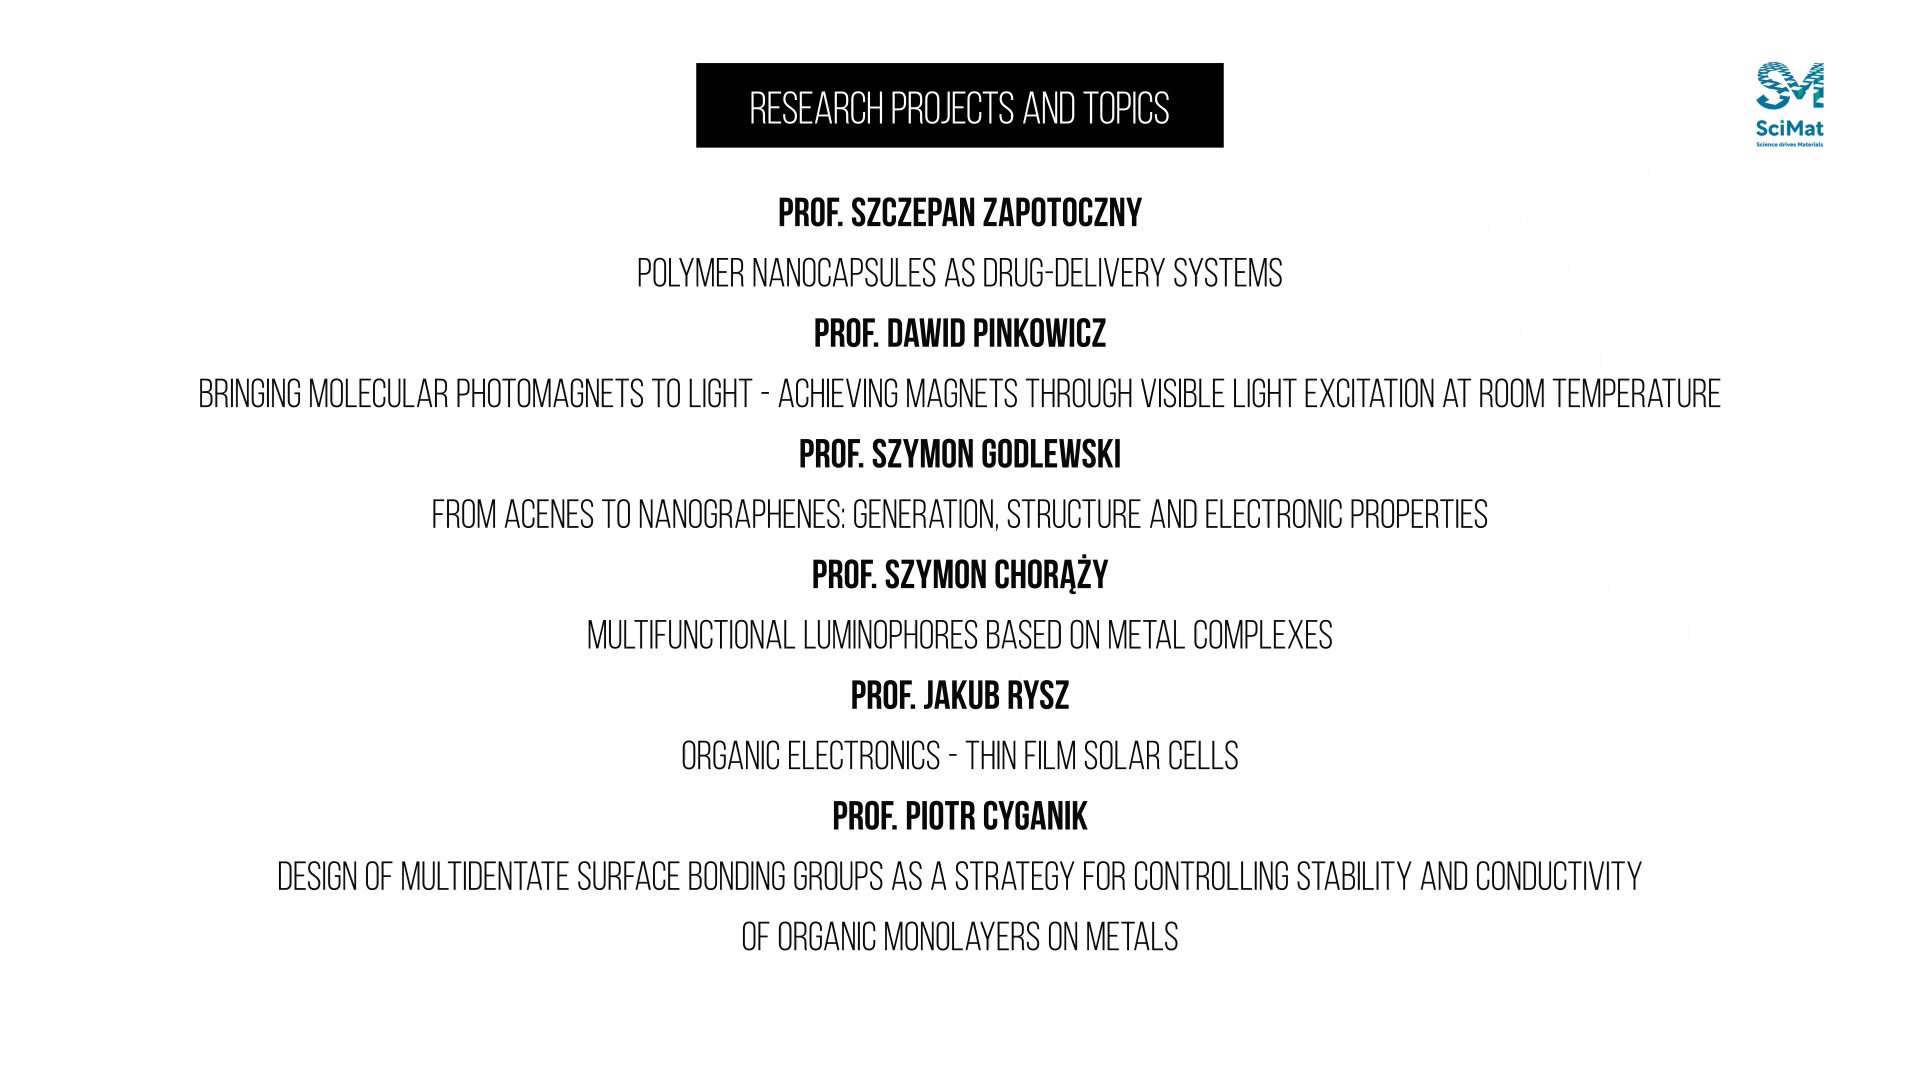 RESEARCH PROJECTS AND TOPICS
SM
SciMat
Science drives Materials
PROF. SZCZEPAN ZAPOTOCZNY
POLYMER NANOCAPSULES AS DRUG-DELIVERY SYSTEMS
PROF. DAWID PINKOWICZ
BRINGING MOLECULAR PHOTOMAGNETS TO LIGHT - ACHIEVING MAGNETS THROUGH VISIBLE LIGHT EXCITATION AT ROOM TEMPERATURE
PROF. SZYMON GODLEWSKI
FROM ACENES TO NANOGRAPHENES: GENERATION, STRUCTURE AND ELECTRONIC PROPERTIES
PROF. SZYMON CHORĄŻY
MULTIFUNCTIONAL LUMINOPHORES BASED ON METAL COMPLEXES
PROF. JAKUB RYSZ
ORGANIC ELECTRONICS - THIN FILM SOLAR CELLS
PROF. PIOTR CYGANIK
DESIGN OF MULTIDENTATE SURFACE BONDING GROUPS AS A STRATEGY FOR CONTROLLING STABILITY AND CONDUCTIVITY
OF ORGANIC MONOLAYERS ON METALS